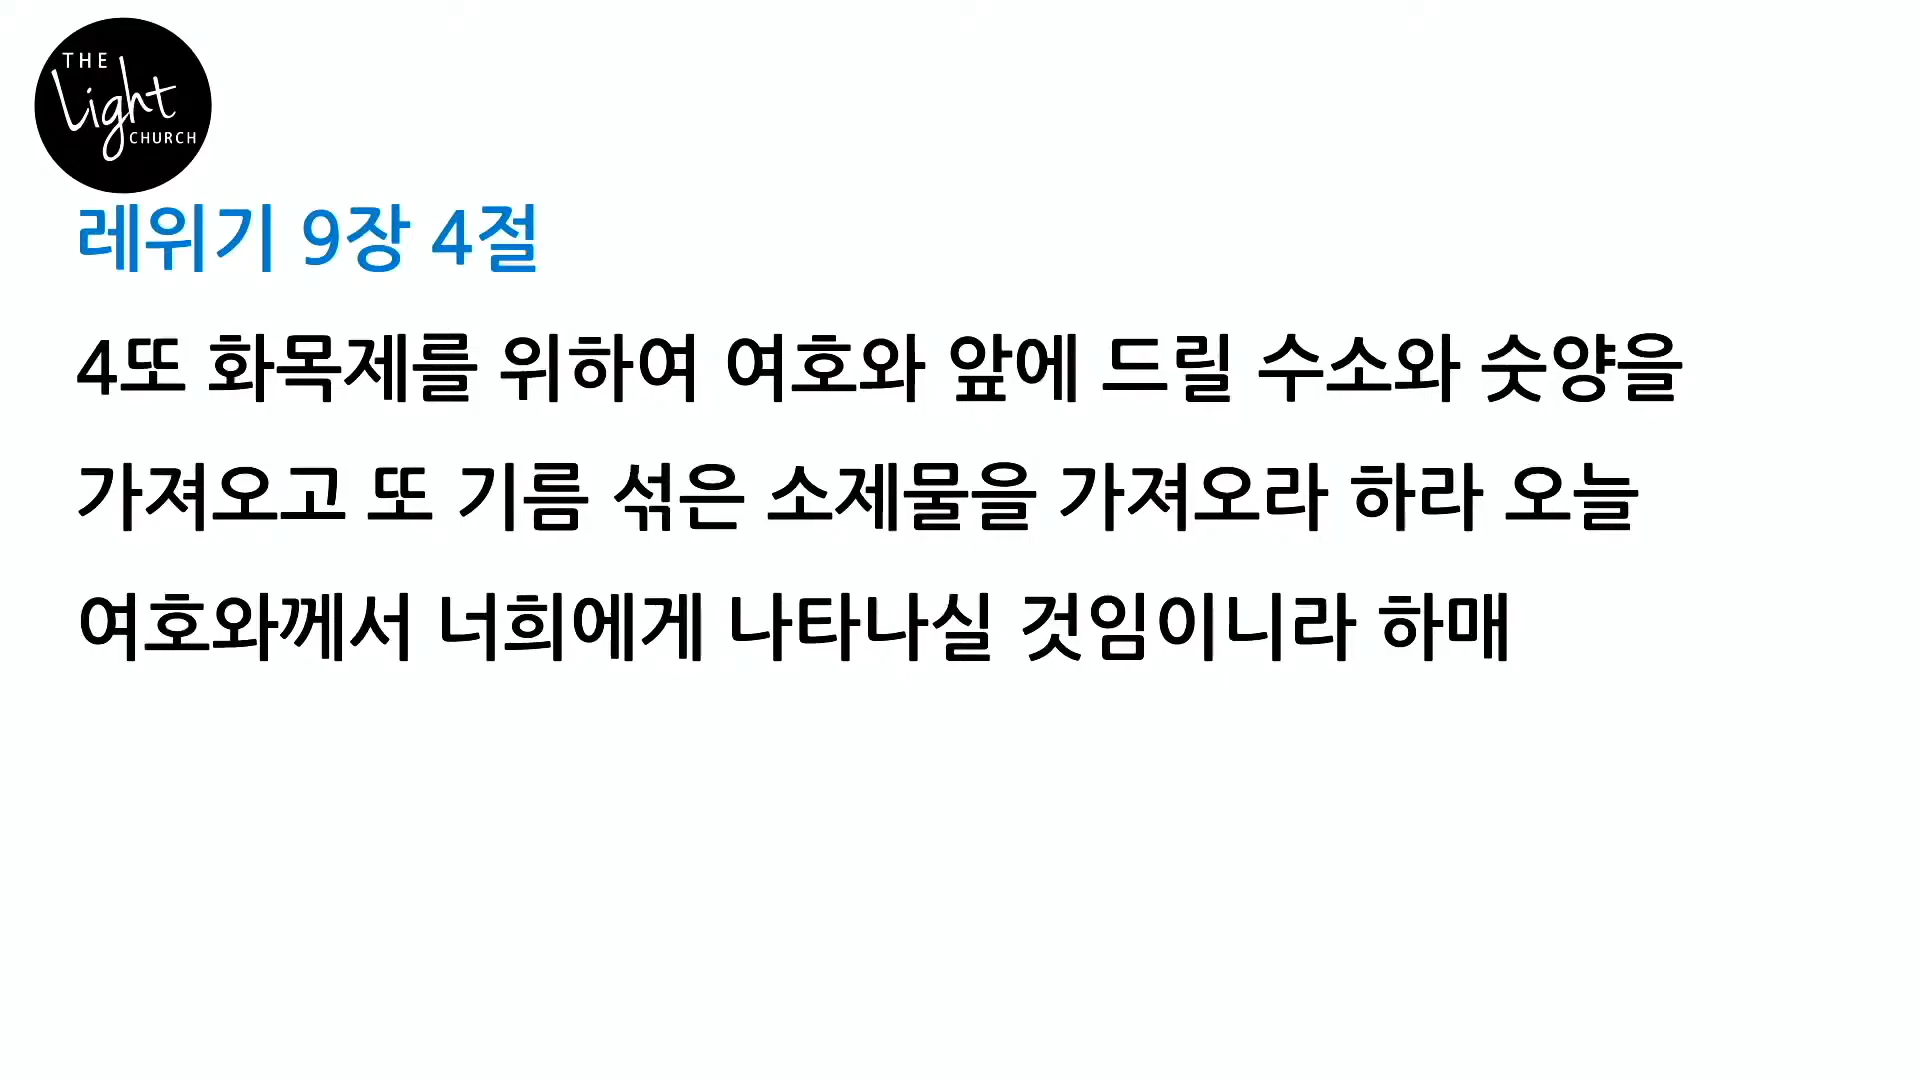 THE
Light
CHURCH
레위기 9장 4절
4또 화목제를 위하여 여호와 앞에 드릴 수소와 숫양을
가져오고 또 기름 섞은 소제물을 가져오라 하라 오늘
여호와께서 너희에게 나타나실 것임이니라 하매